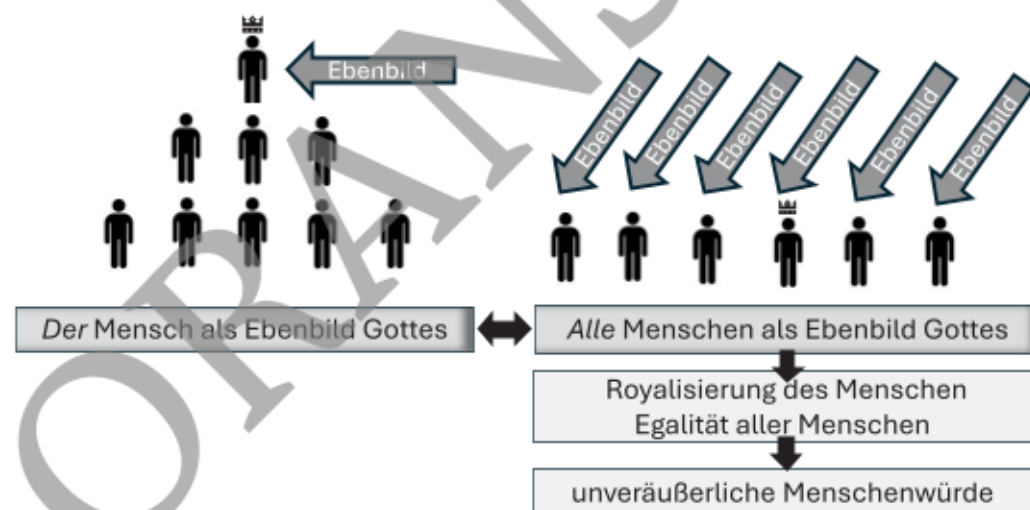 Ebenbild
Ebenbild
Ebenbild
Ebenbild
Ebenbild
Ebenbild
Ebenbild
Der Mensch als Ebenbild Gottes
Alle Menschen als Ebenbild Gottes
Royalisierung des Menschen
Egalität aller Menschen
unveräußerliche Menschenwürde
ORANS